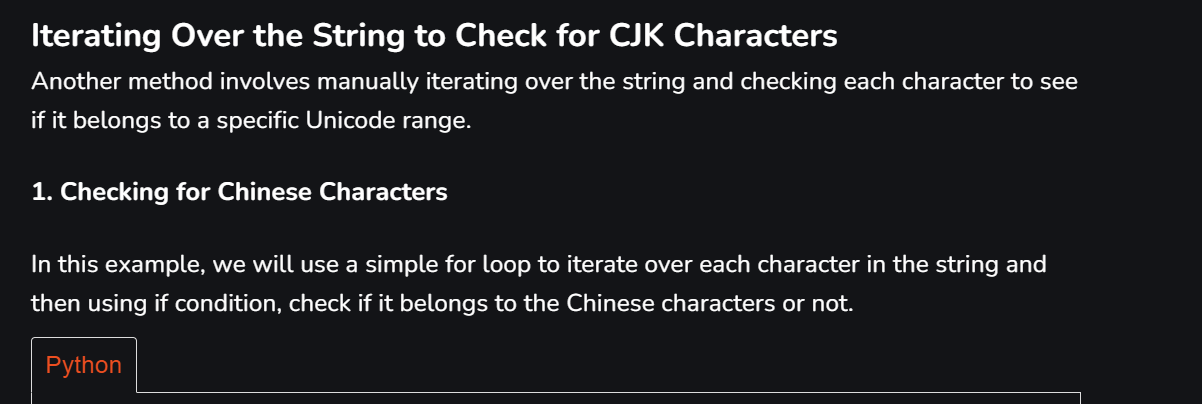 Iterating Over the String to Check for CJK Characters
Another method involves manually iterating over the string and checking each character to see
if it belongs to a specific Unicode range.
1. Checking for Chinese Characters
In this example, we will use a simple for loop to iterate over each character in the string and
then using if condition, check if it belongs to the Chinese characters or not.
Python